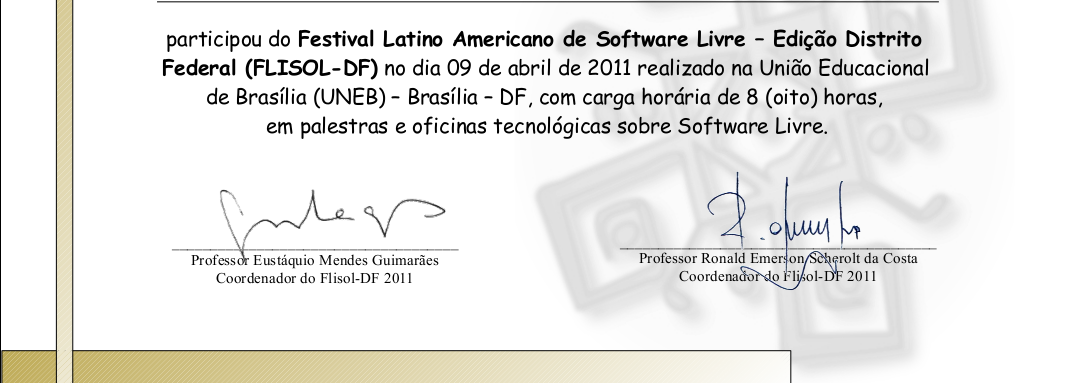 participou do Festival Latino Americano de Software Livre – Edição Distrito
Federal (FLISOL-DF) no dia 09 de abril de 2011 realizado na União Educacional
de Brasília (UNEB) – Brasília – DF, com carga horária de 8 (oito) horas,
em palestras e oficinas tecnológicas sobre Software Livre.
Professor Eustáquio Mendes Guimarães
Coordenador do Flisol-DF 2011
Professor Ronald Emerson Scherolt da Costa
Coordenador do Flisol-DF 2011